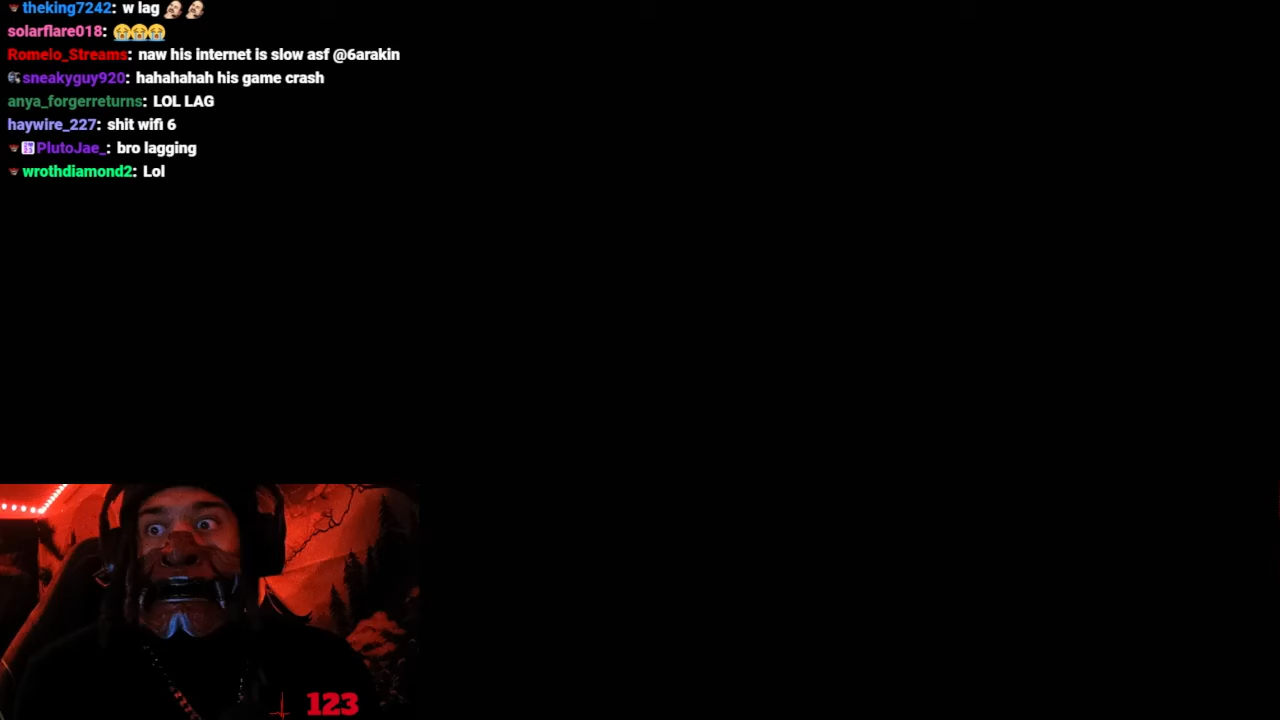 theking7242: w lag
solarflare018: 😭😭😭
Romelo_Streams: naw his internet is slow asf @6arakin
sneakyguy920: hahahahah his game crash
anya_forgerreturns: LOL LAG
haywire_227: shit wifi 6
PlutoJae_: bro lagging
wrothdiamond2: Lol
123